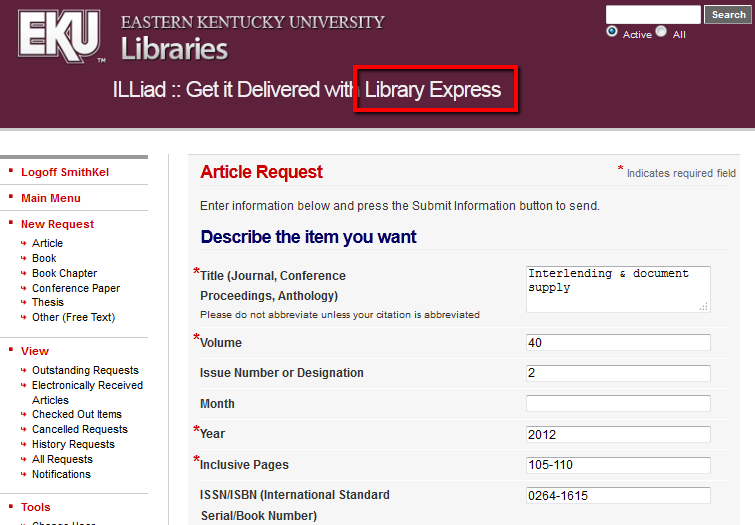 EKU
TM
EASTERN KENTUCKY UNIVERSITY
Libraries
Search
Active All
ILLiad :: Get it Delivered with Library Express
Logoff SmithKel
Main Menu
New Request
Article
Book
Book Chapter
Conference Paper
Thesis
Other (Free Text)
View
Outstanding Requests
Electronically Received
Articles
Checked Out Items
Cancelled Requests
History Requests
All Requests
Notifications
Tools
Change User
Article Request
* Indicates required field
Enter information below and press the Submit Information button to send.
Describe the item you want
*Title (Journal, Conference
Proceedings, Anthology)
Please do not abbreviate unless your citation is abbreviated
Interlending & document
supply
*Volume
40
Issue Number or Designation
2
Month
*Year
2012
*Inclusive Pages
105-110
ISSN/ISBN (International Standard
Serial/Book Number)
0264-1615